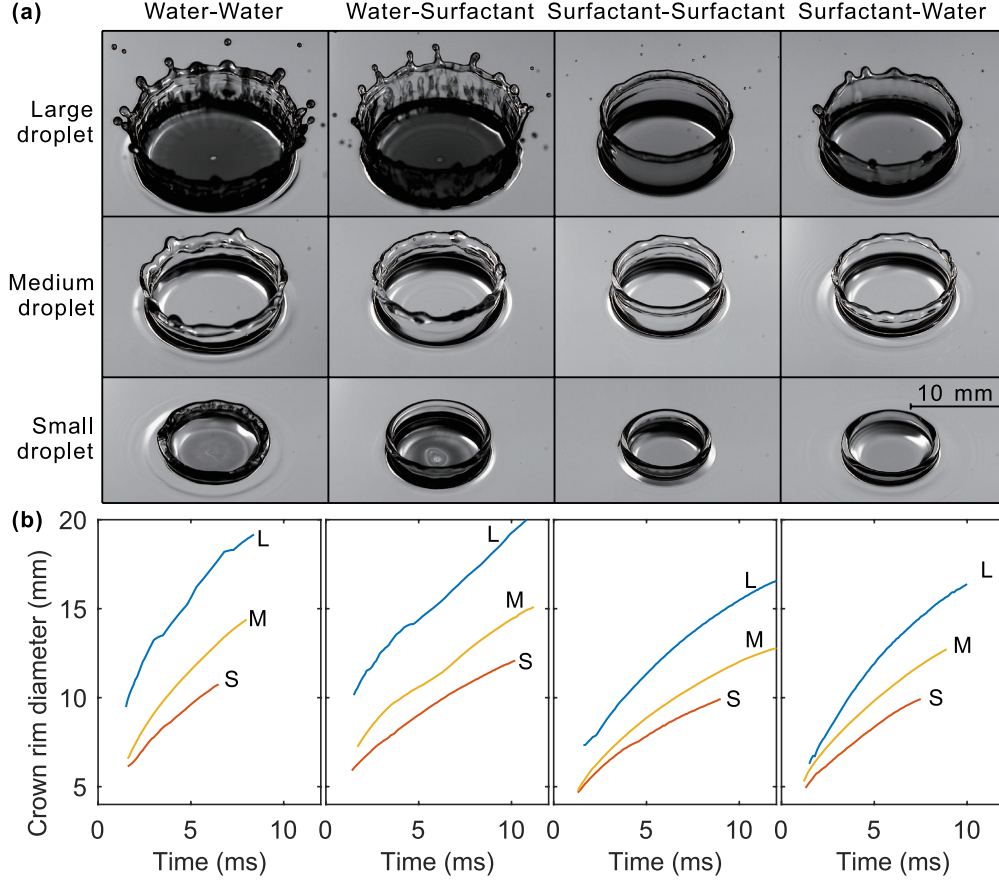 (a)
Water-Water
Water-Surfactant
Surfactant-Surfactant
Surfactant-Water
Large
droplet
Medium
droplet
Small
droplet
10 mm
(b)
Crown rim diameter (mm)
20
15
10
5
L
M
S
0
5
10
Time (ms)
L
M
S
0
5
10
Time (ms)
L
M
S
0
5
10
Time (ms)
L
M
S
0
5
10
Time (ms)